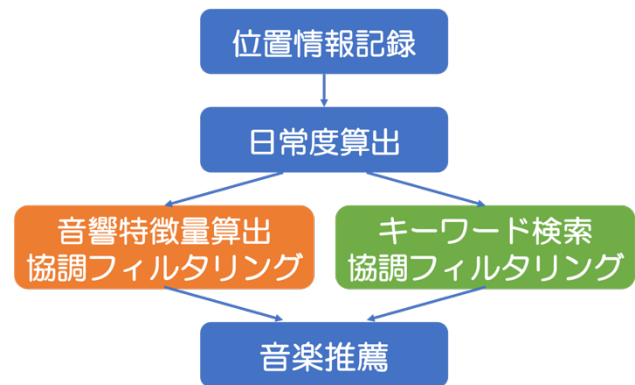 位置情報記録
日常度算出
音響特徴量算出
協調フィルタリング
キーワード検索
協調フィルタリング
音楽推薦